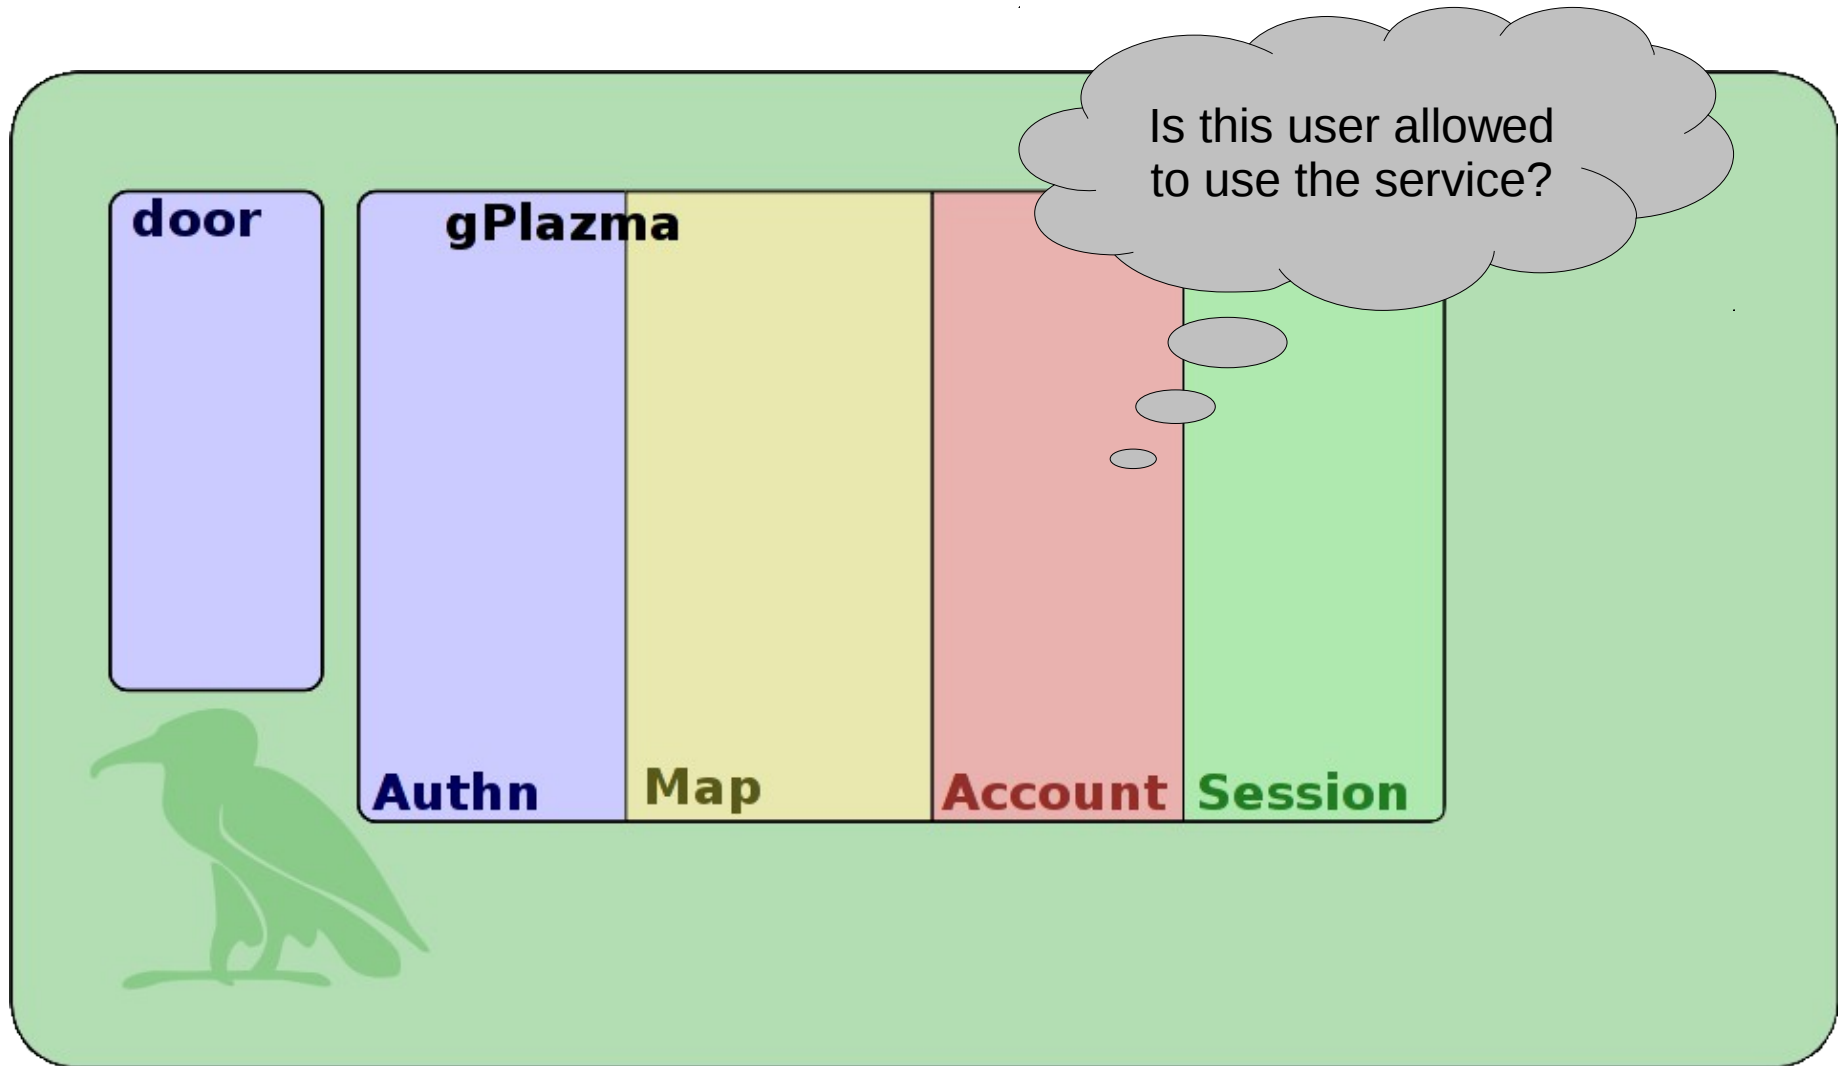 Is this user allowed
to use the service?
door
gPlazma
Authn
Map
Account
Session